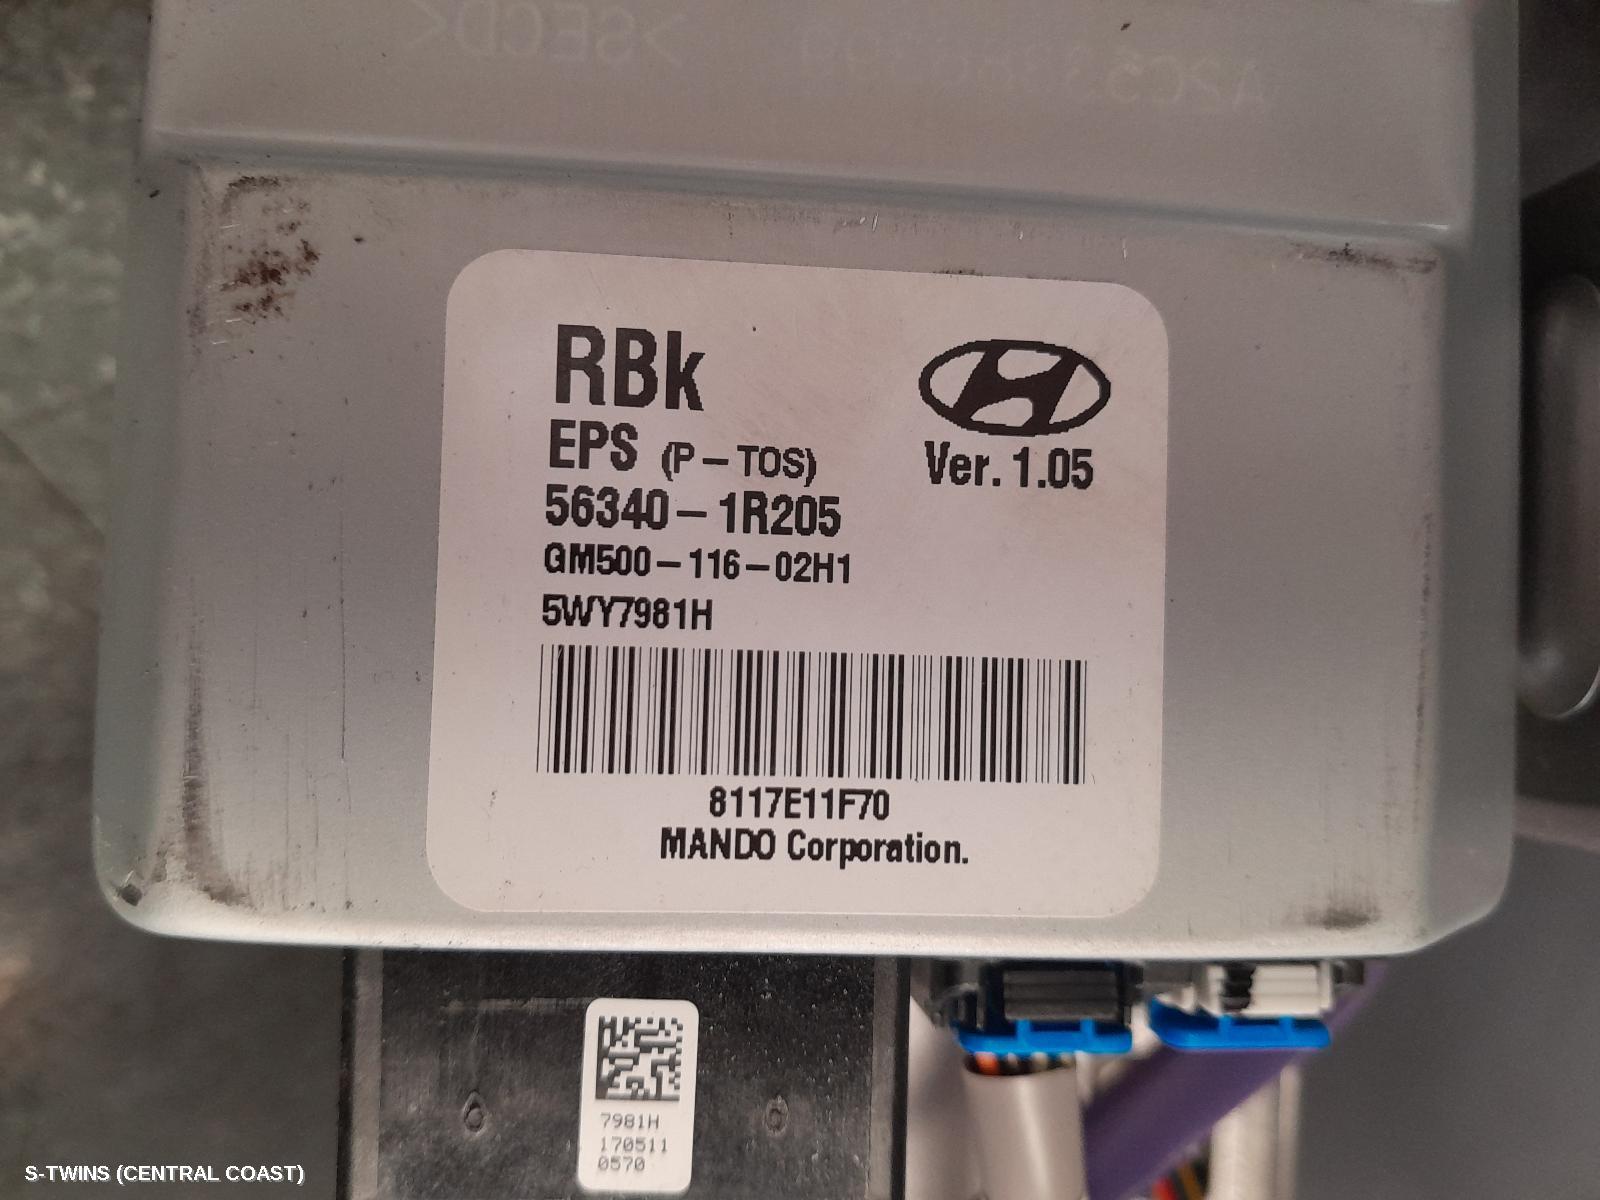 >SECD<
RBk
EPS (P-TOS)
Ver. 1.05
56340-1R205
GM500-116-02H1
5WY7981H
8117E11F70
MANDO Corporation.
7981H
170511
0570
S-TWINS (CENTRAL COAST)